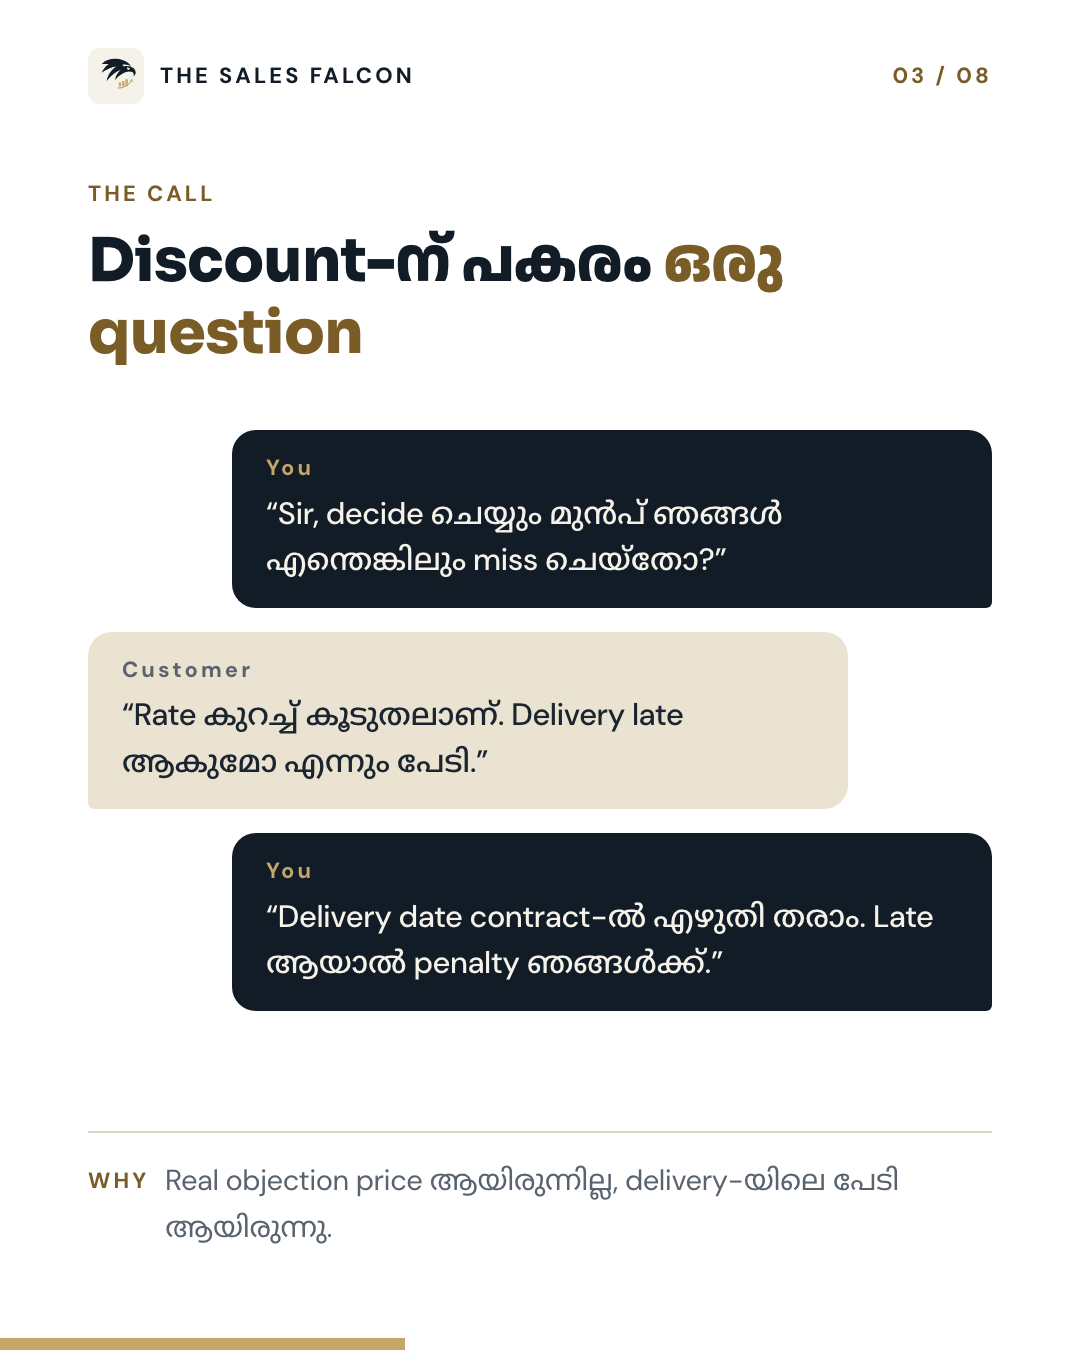 THE SALES FALCON
03 / 08
THE CALL
Discount-ന് പകരം ഒരു
question
You
“Sir, decide ചെയ്യും മുൻപ് ഞങ്ങൾ
എന്തെങ്കിലും miss ചെയ്തോ?”
Customer
“Rate കുറച്ച് കൂടുതലാണ്. Delivery late
ആകുമോ എന്നും പേടി.”
You
“Delivery date contract-ൽ എഴുതി തരാം. Late
ആയാൽ penalty ഞങ്ങൾക്ക്.”
WHY Real objection price ആയിരുന്നില്ല, delivery-യിലെ പേടി
ആയിരുന്നു.